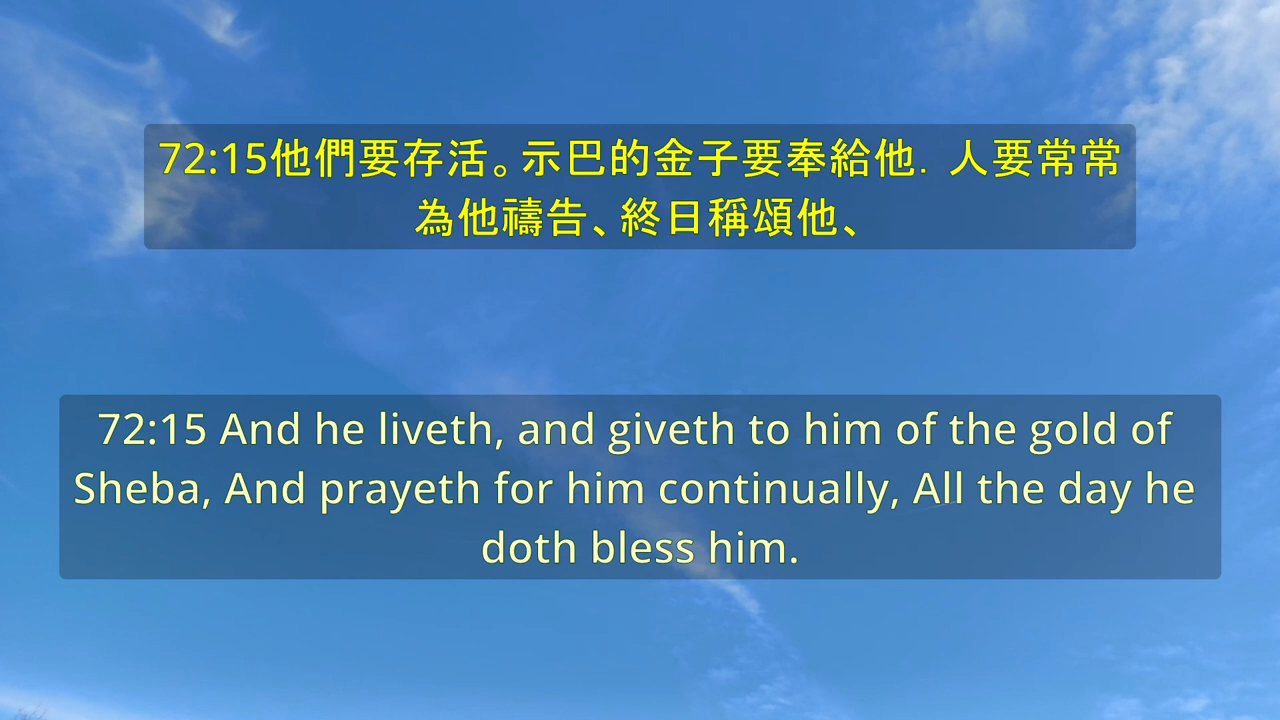 72:15他們要存活。示巴的金子要奉給他．人要常常
為他禱告、終日稱頌他、
72:15 And he liveth, and giveth to him of the gold of
Sheba, And prayeth for him continually, All the day he
doth bless him.